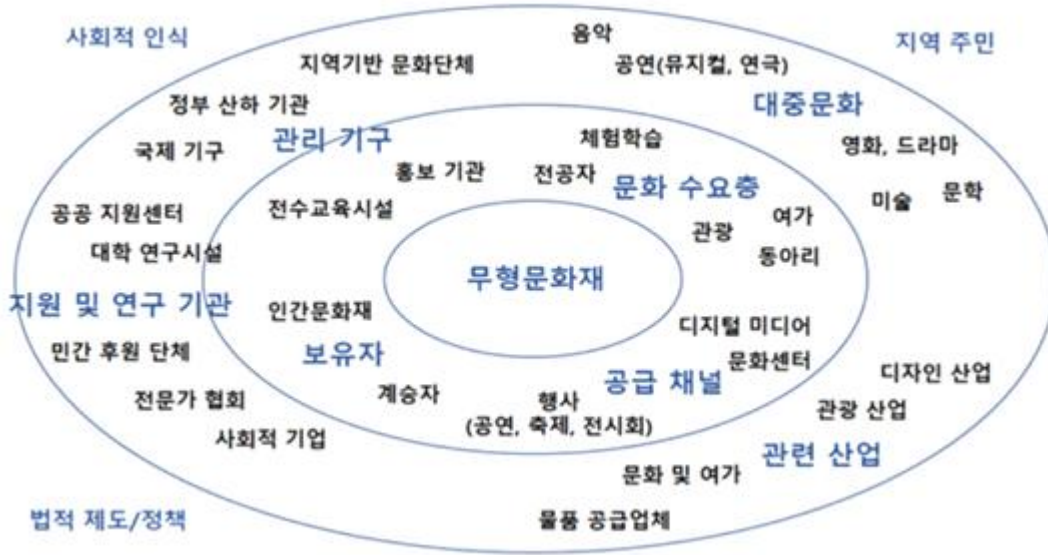 음악
사회적 인식
지역 주민
지역기반 문화단체
공연(뮤지컬, 연극)
정부 산하 기관
대중문화
관리 기구
체험학습
국제 기구
영화, 드라마
홍보 기관
전공자
문화 수요층
미술
문학
공공 지원센터
전수교육시설
여가
관광
대학 연구시설
동아리
무형문화재
지원 및 연구 기관
인간문화재
디지털 미디어
민간 후원 단체
보유자
문화센터
공급 채널
디자인 산업
계승자
전문가 협회
행사
(공연, 축제, 전시회)
관광 산업
사회적 기업
관련 산업
문화 및 여가
법적 제도/정책
물품 공급업체